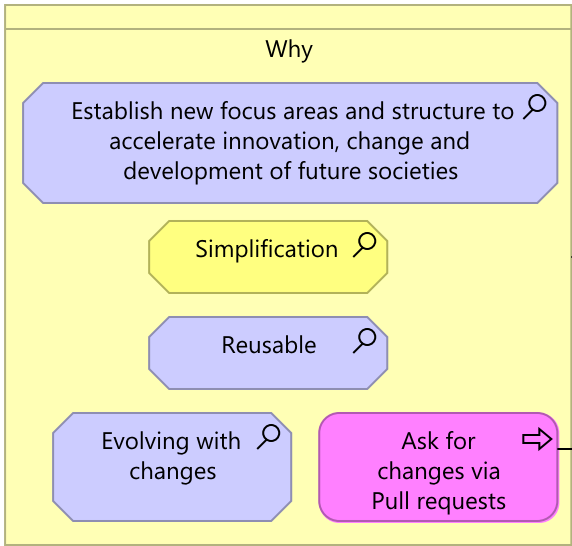 Why
Establish new focus areas and structure to
accelerate innovation, change and
development of future societies
Simplification
Reusable
Evolving with
changes
Ask for
changes via
Pull requests